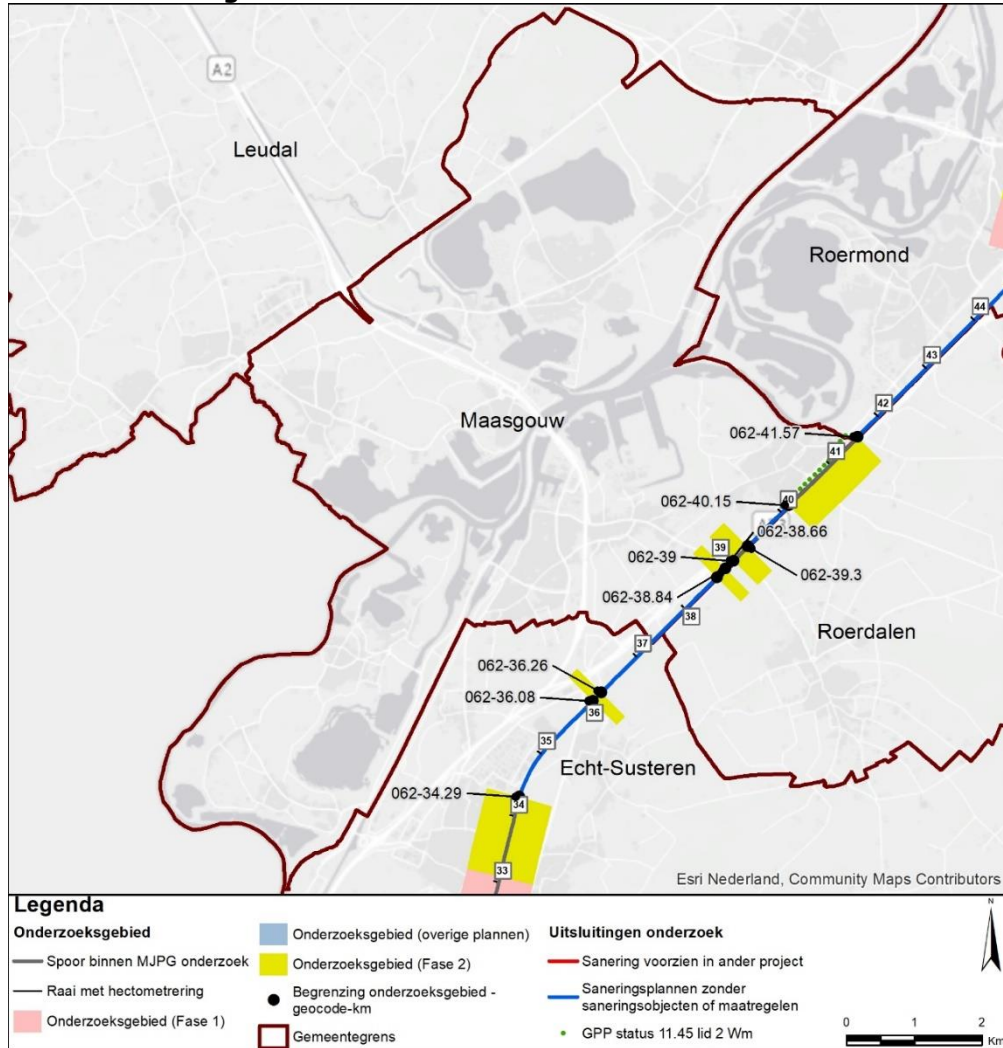 A2
Leudal
Roermond
44
43
Maasgouw
42
062-41.57
41
062-40.15
40
062-38.66
39
062-39
062-39.3
062-38.84
38
Roerdalen
37
062-36.26
062-36.08
36
35
Echt-Susteren
062-34.29
34
33
Esri Nederland, Community Maps Contributors
Legenda
Onderzoeksgebied
Spoor binnen MJPG onderzoek
Raai met hectometrering
Onderzoeksgebied (Fase 1)
Onderzoeksgebied (overige plannen)
Onderzoeksgebied (Fase 2)
Begrenzing onderzoeksgebied -
geocode-km
Gemeentegrens
Uitsluitingen onderzoek
Sanering voorzien in ander project
Saneringsplannen zonder
saneringsobjecten of maatregelen
GPP status 11.45 lid 2 Wm
N
0 1 2
Km